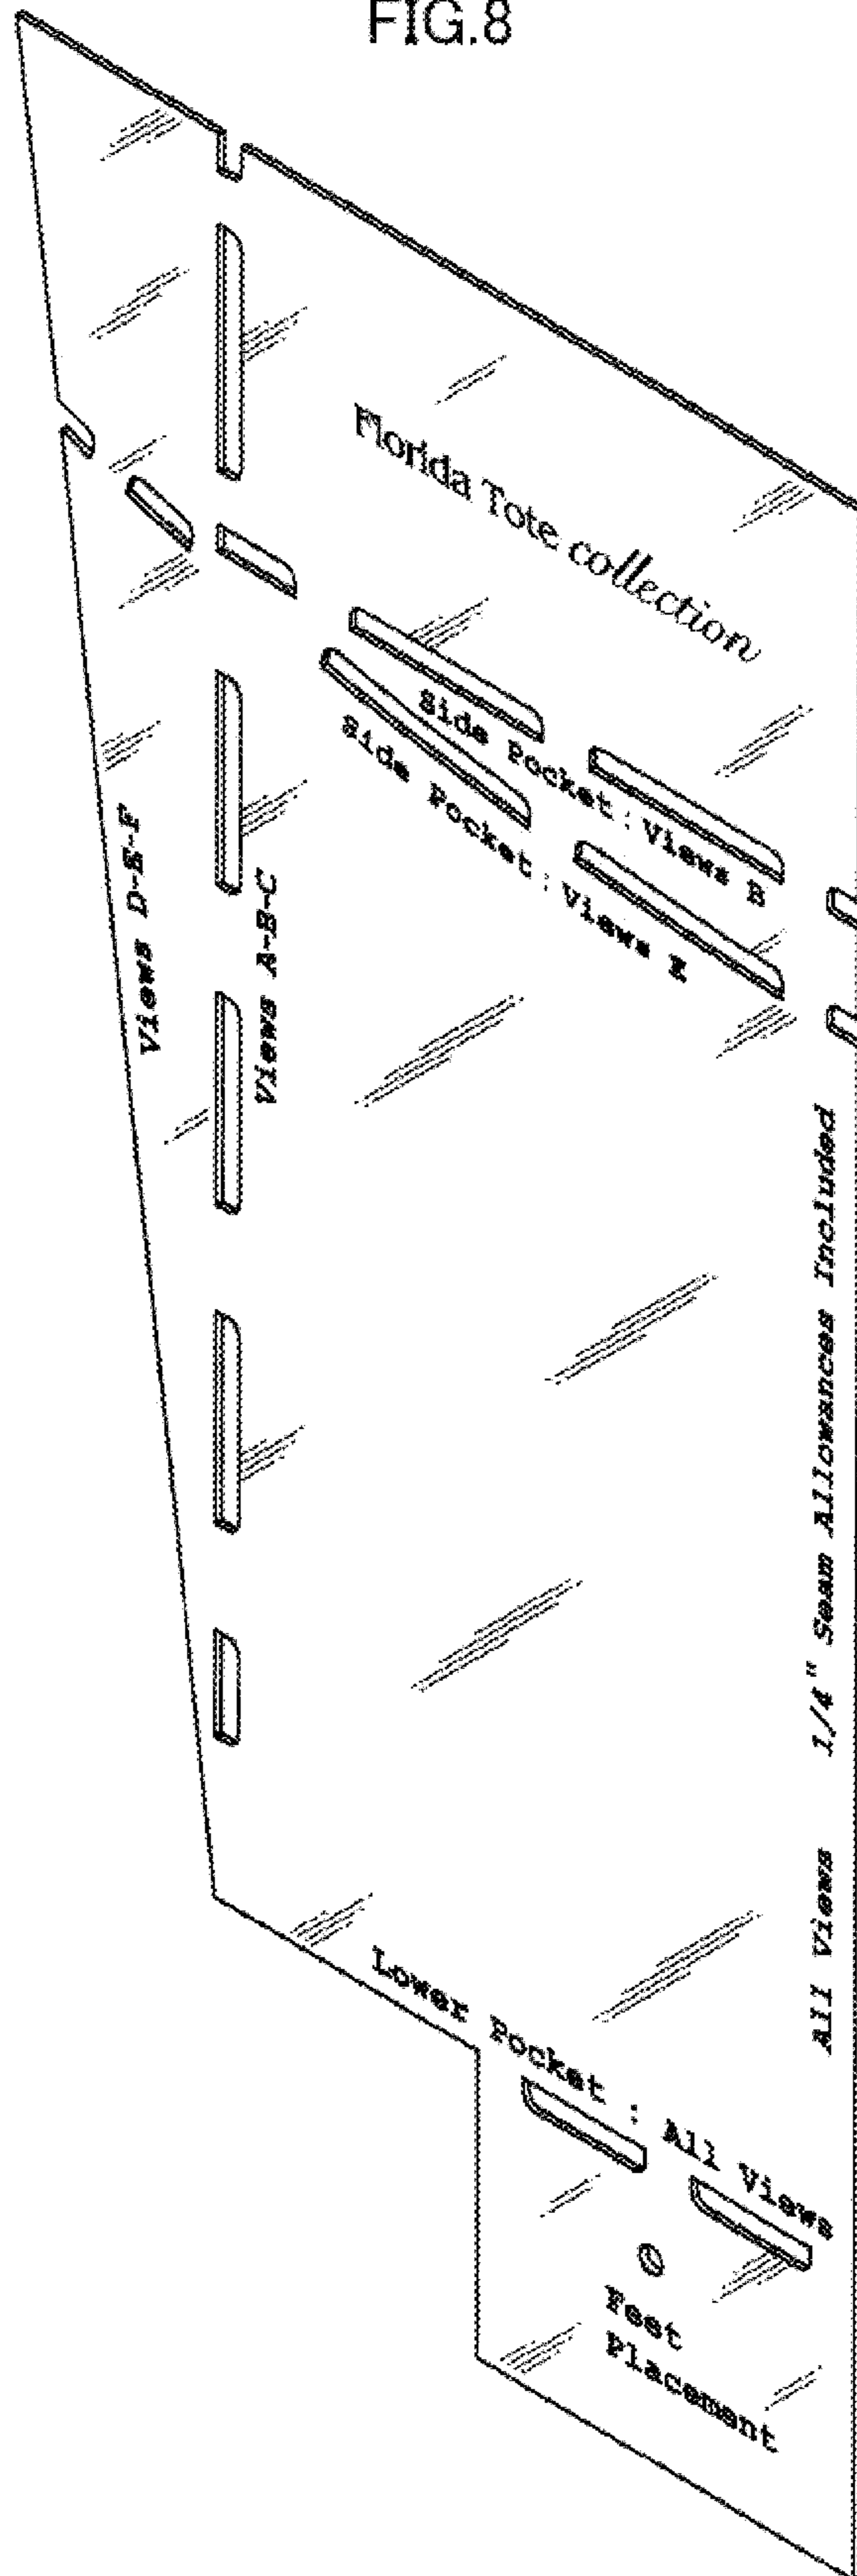 FIG.8
Florida Tote collection
Side Pocket : Views B
Side Pocket : Views E
Views D-E-F
Views A-B-C
All Views 1/4" Seam Allowances Included
Lower Pocket : All Views
Feet
Placement